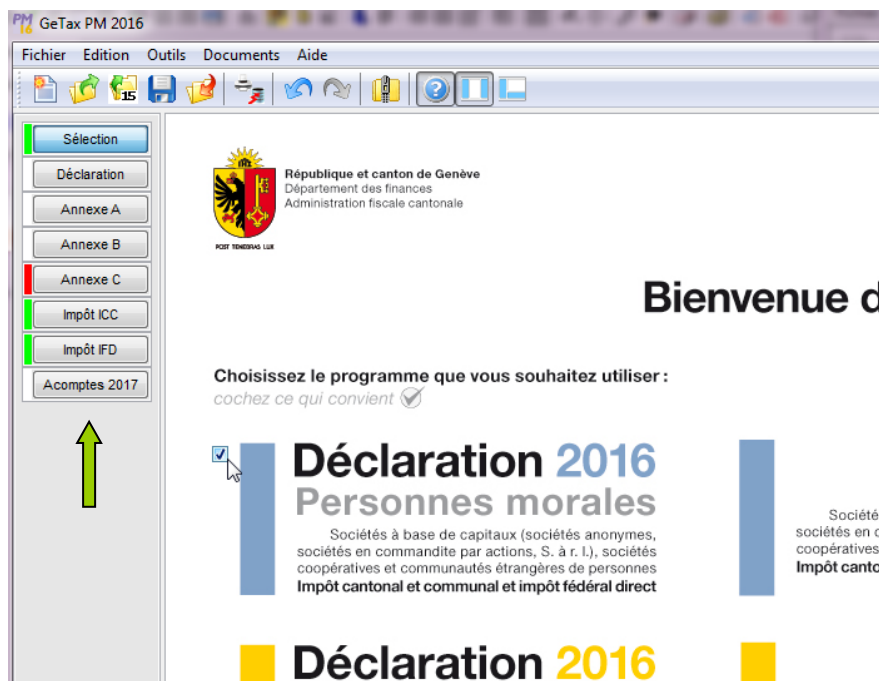 PM 16 GeTax PM 2016
Fichier Edition Outils Documents Aide
15
Sélection
Déclaration
Annexe A
Annexe B
Annexe C
Impôt ICC
Impôt IFD
Acomptes 2017
République et canton de Genève
Département des finances
Administration fiscale cantonale
POST TENEBRAS LUX
Bienvenue d
Choisissez le programme que vous souhaitez utiliser :
cochez ce qui convient
Déclaration 2016
Personnes morales
Sociétés à base de capitaux (sociétés anonymes,
sociétés en commandite par actions, S. à r. l.), sociétés
coopératives et communautés étrangères de personnes
Impôt cantonal et communal et impôt fédéral direct
Société
sociétés en c
coopératives
Impôt canto
Déclaration 2016